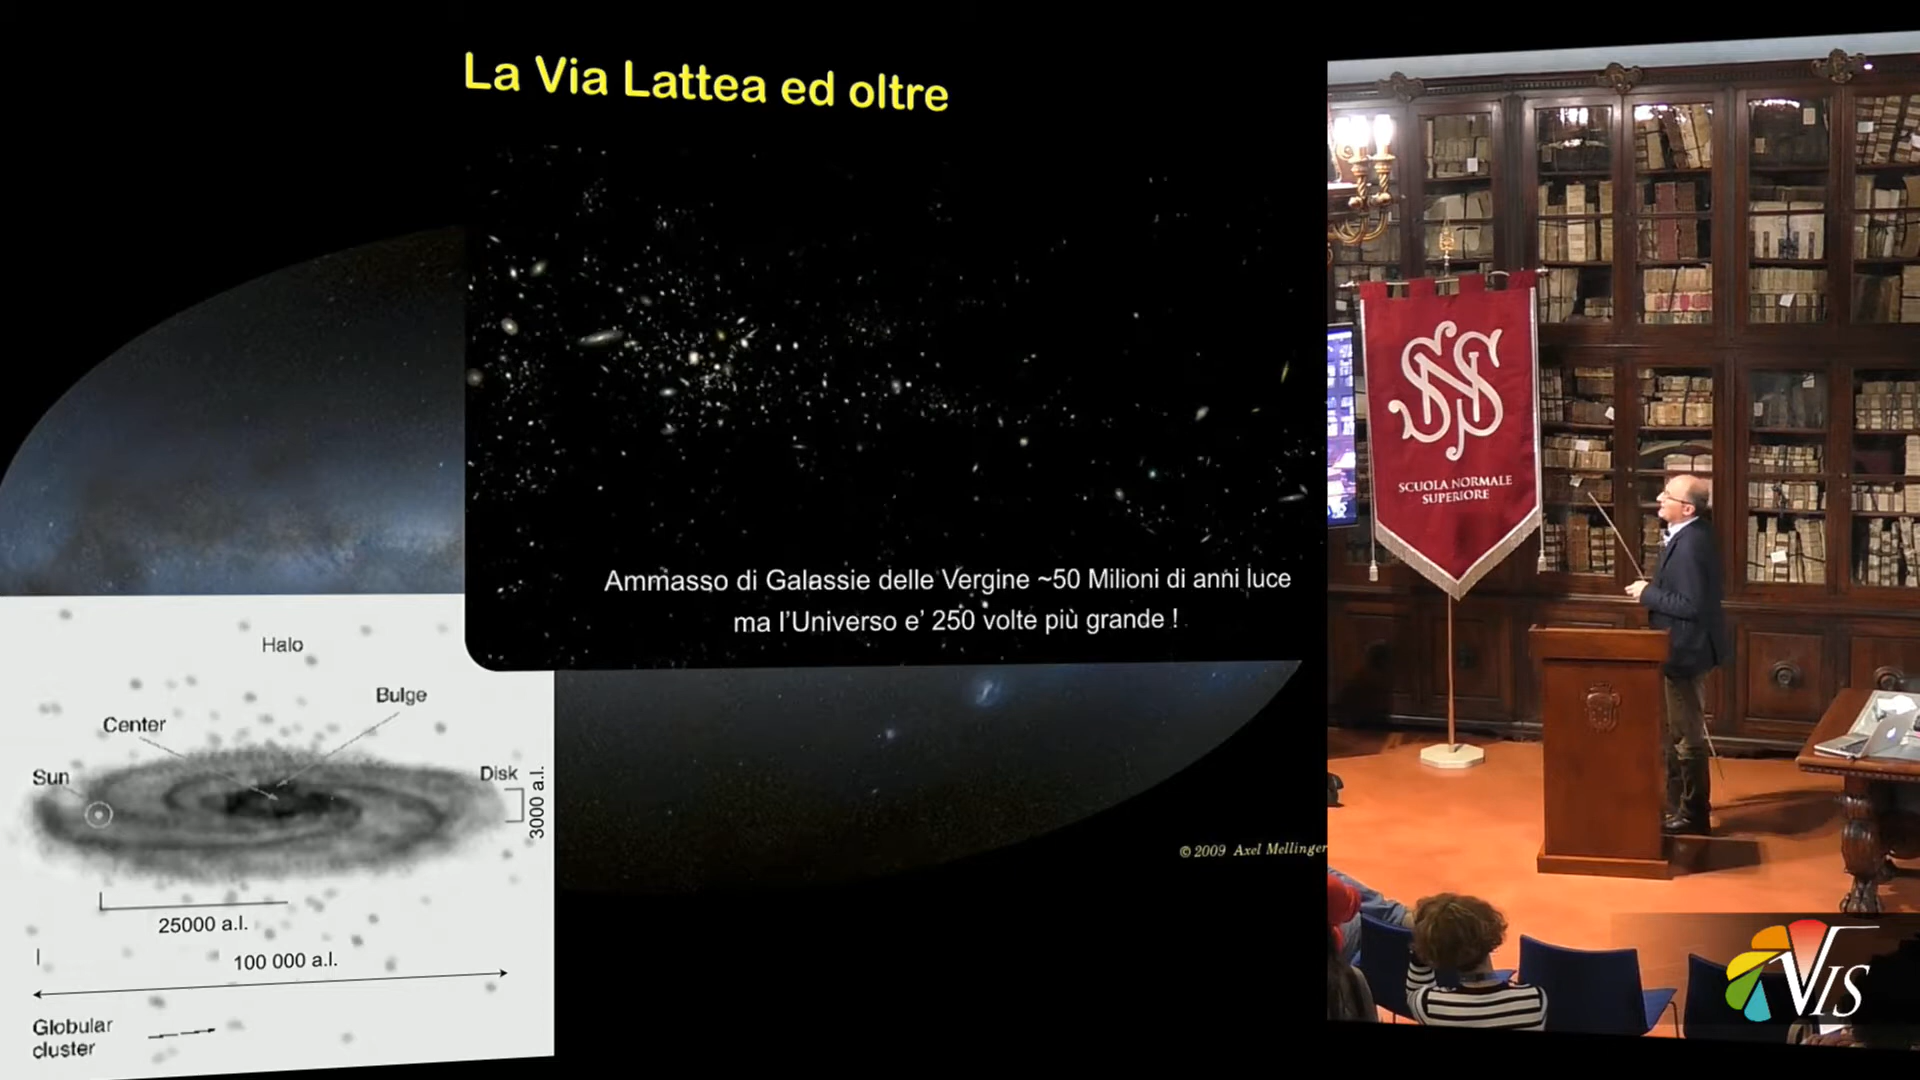 La Via Lattea ed oltre
Ammasso di Galassie delle Vergine ~50 Milioni di anni luce
ma l'Universo e' 250 volte più grande !
Halo
Bulge
Center
Sun
Disk
3000 a.l.
25000 a.l.
100 000 a.l.
Globular
cluster
© 2009 Axel Mellinger
SNS
SCUOLA NORMALE
SUPERIORE
VIS